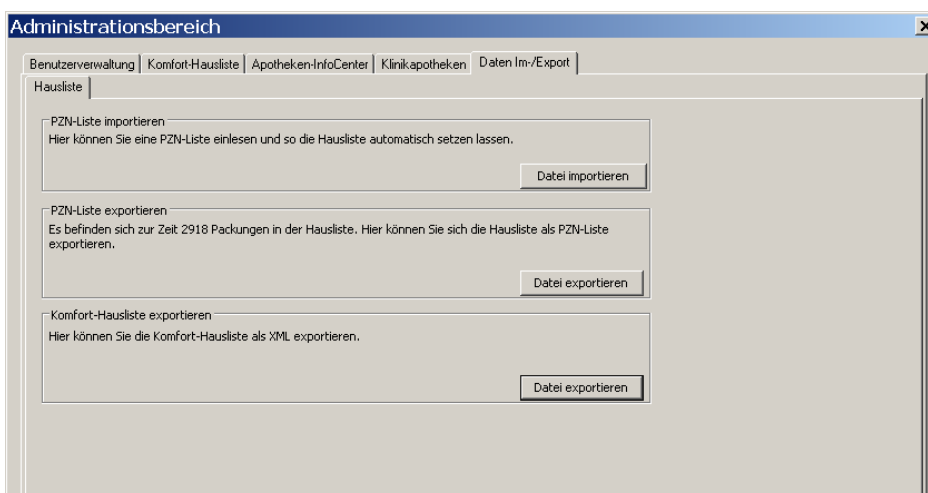 Administrationsbereich
Benutzerverwaltung Komfort-Hausliste Apotheken-InfoCenter Klinikapotheken Daten Im-/Export
Hausliste
PZN-Liste importieren
Hier können Sie eine PZN-Liste einlesen und so die Hausliste automatisch setzen lassen.
Datei importieren
PZN-Liste exportieren
Es befinden sich zur Zeit 2918 Packungen in der Hausliste. Hier können Sie sich die Hausliste als PZN-Liste
exportieren.
Datei exportieren
Komfort-Hausliste exportieren
Hier können Sie die Komfort-Hausliste als XML exportieren.
Datei exportieren